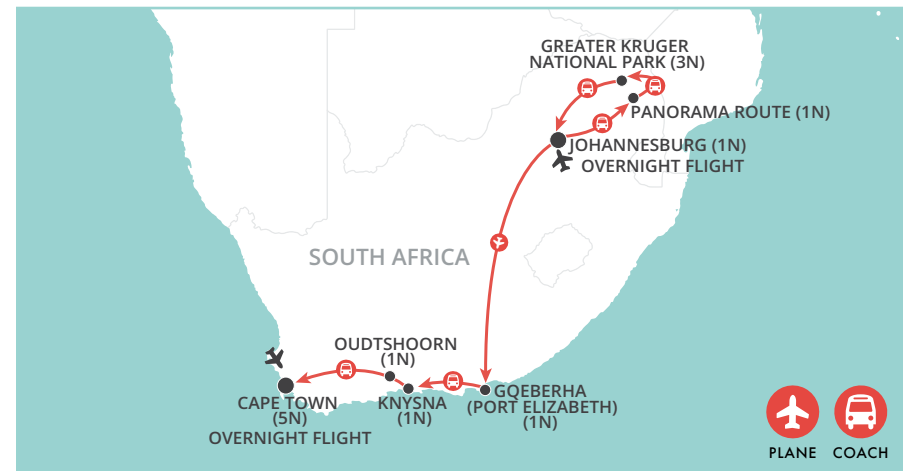 GREATER KRUGER
NATIONAL PARK (3N)
PANORAMA ROUTE (1N)
JOHANNESBURG (1N)
OVERNIGHT FLIGHT
SOUTH AFRICA
OUDTSHOORN
(1N)
CAPE TOWN
(5N)
OVERNIGHT FLIGHT
KNYSNA
(1N)
GQEBERHA
(PORT ELIZABETH)
(1N)
PLANE
COACH